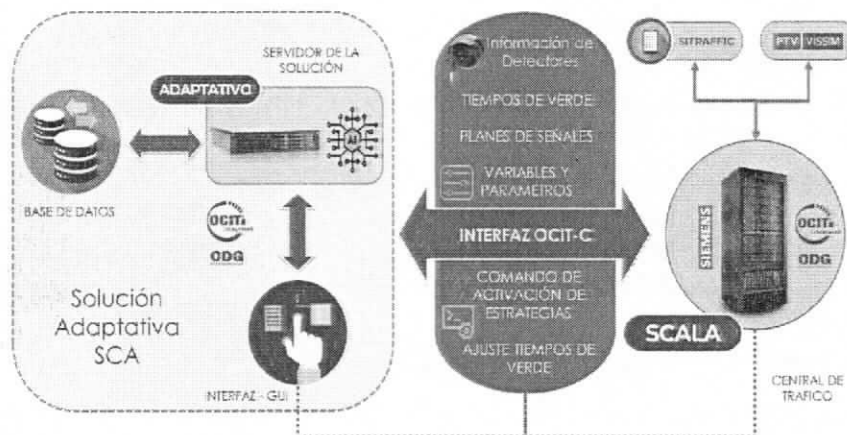 SERVIDOR DE LA
SOLUCIÓN
ADAPTATIVO
AI
BASE DE DATOS
OCIT
ODG
Solución
Adaptativa
SCA
INTERFAZ - GUI
Información de
Detectores
TIEMPOS DE VERDE
PLANES DE SEÑALES
VARIABLES Y
PARÁMETROS
INTERFAZ OCIT-C
COMANDO DE
ACTIVACIÓN DE
ESTRATEGIAS
AJUSTE TIEMPOS DE
VERDE
SITRAFFIC
PTV VISSIM
SIEMENS
OCIT
ODG
SCALA
CENTRAL DE
TRAFICO